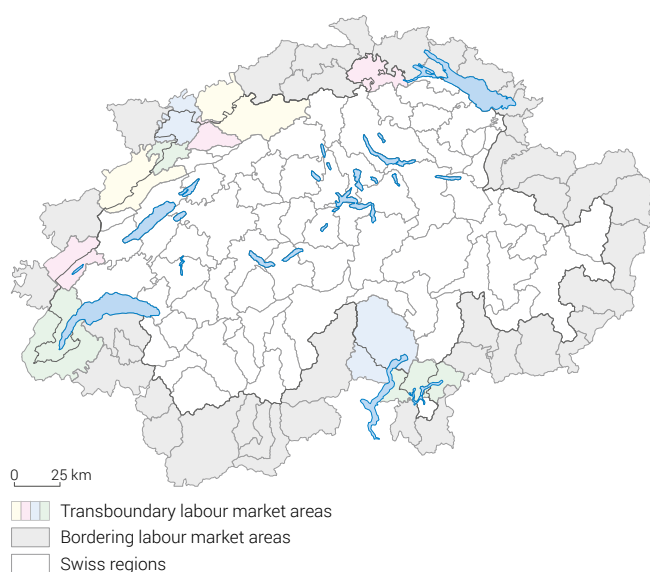 0 25 km
Transboundary labour market areas
Bordering labour market areas
Swiss regions